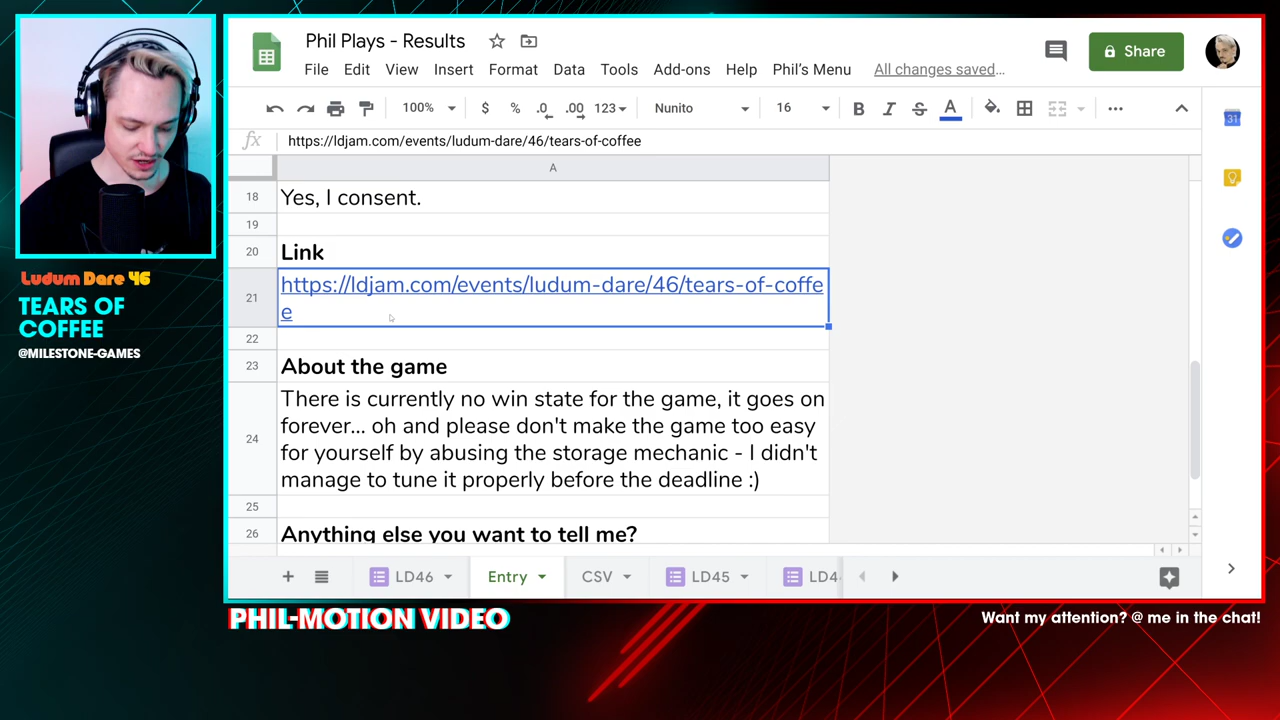 Phil Plays - Results
File Edit View Insert Format Data Tools Add-ons Help Phil's Menu All changes saved…
Share
100% $ % .0 .00 123 Nunito 16 B I S A
31
fx https://ldjam.com/events/ludum-dare/46/tears-of-coffee
A
18 Yes, I consent.
19
20 Link
21 https://ldjam.com/events/ludum-dare/46/tears-of-coffe
e
22
23 About the game
24 There is currently no win state for the game, it goes on
forever... oh and please don't make the game too easy
for yourself by abusing the storage mechanic - I didn't
manage to tune it properly before the deadline :)
25
26 Anything else you want to tell me?
LD46 Entry CSV LD45 LD4
Ludum Dare 46
TEARS OF
COFFEE
@MILESTONE-GAMES
PHIL-MOTION VIDEO
Want my attention? @ me in the chat!